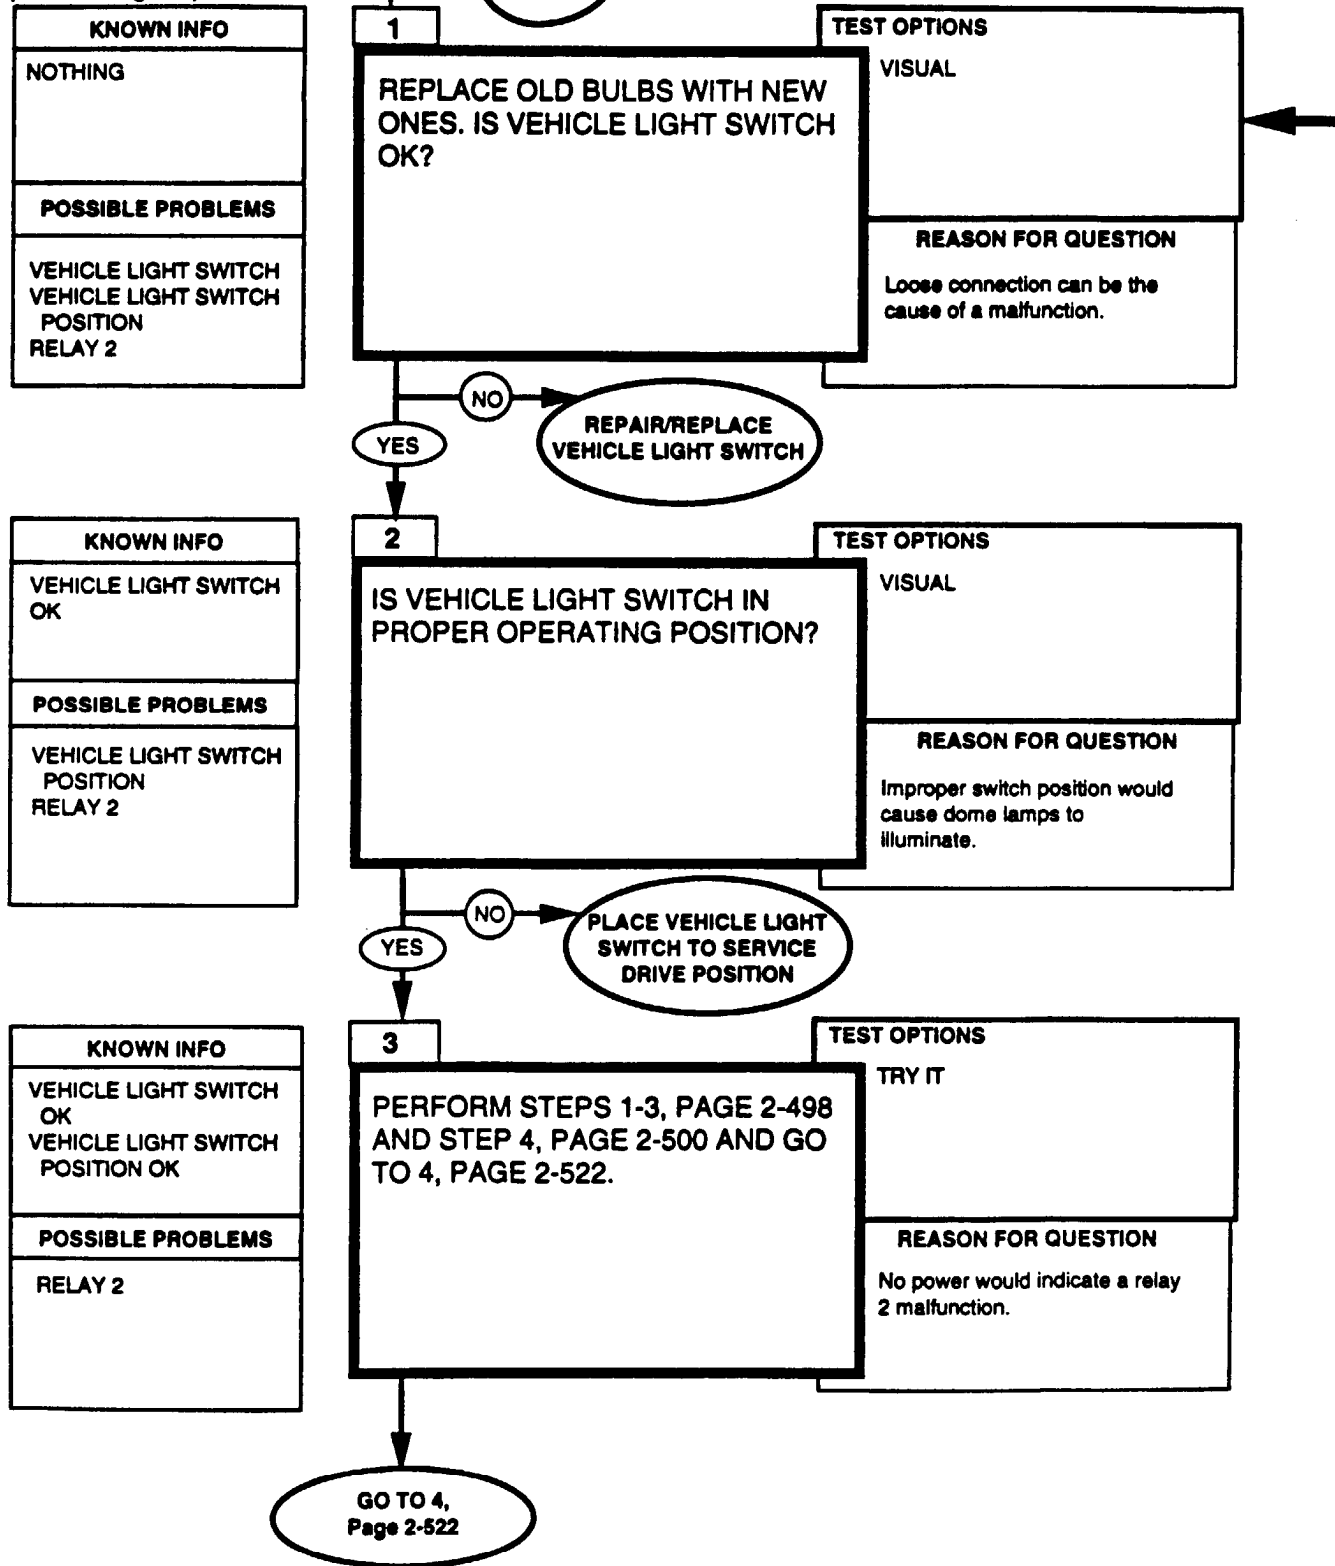 KNOWN INFO
NOTHING
POSSIBLE PROBLEMS
VEHICLE LIGHT SWITCH
VEHICLE LIGHT SWITCH
POSITION
RELAY 2
1
REPLACE OLD BULBS WITH NEW
ONES. IS VEHICLE LIGHT SWITCH
OK?
TEST OPTIONS
VISUAL
REASON FOR QUESTION
Loose connection can be the
cause of a malfunction.
NO
REPAIR/REPLACE
VEHICLE LIGHT SWITCH
YES
KNOWN INFO
VEHICLE LIGHT SWITCH
OK
POSSIBLE PROBLEMS
VEHICLE LIGHT SWITCH
POSITION
RELAY 2
2
IS VEHICLE LIGHT SWITCH IN
PROPER OPERATING POSITION?
TEST OPTIONS
VISUAL
REASON FOR QUESTION
Improper switch position would
cause dome lamps to
illuminate.
NO
PLACE VEHICLE LIGHT
SWITCH TO SERVICE
DRIVE POSITION
YES
KNOWN INFO
VEHICLE LIGHT SWITCH
OK
VEHICLE LIGHT SWITCH
POSITION OK
POSSIBLE PROBLEMS
RELAY 2
3
PERFORM STEPS 1-3, PAGE 2-498
AND STEP 4, PAGE 2-500 AND GO
TO 4, PAGE 2-522.
TEST OPTIONS
TRY IT
REASON FOR QUESTION
No power would indicate a relay
2 malfunction.
GO TO 4,
Page 2-522